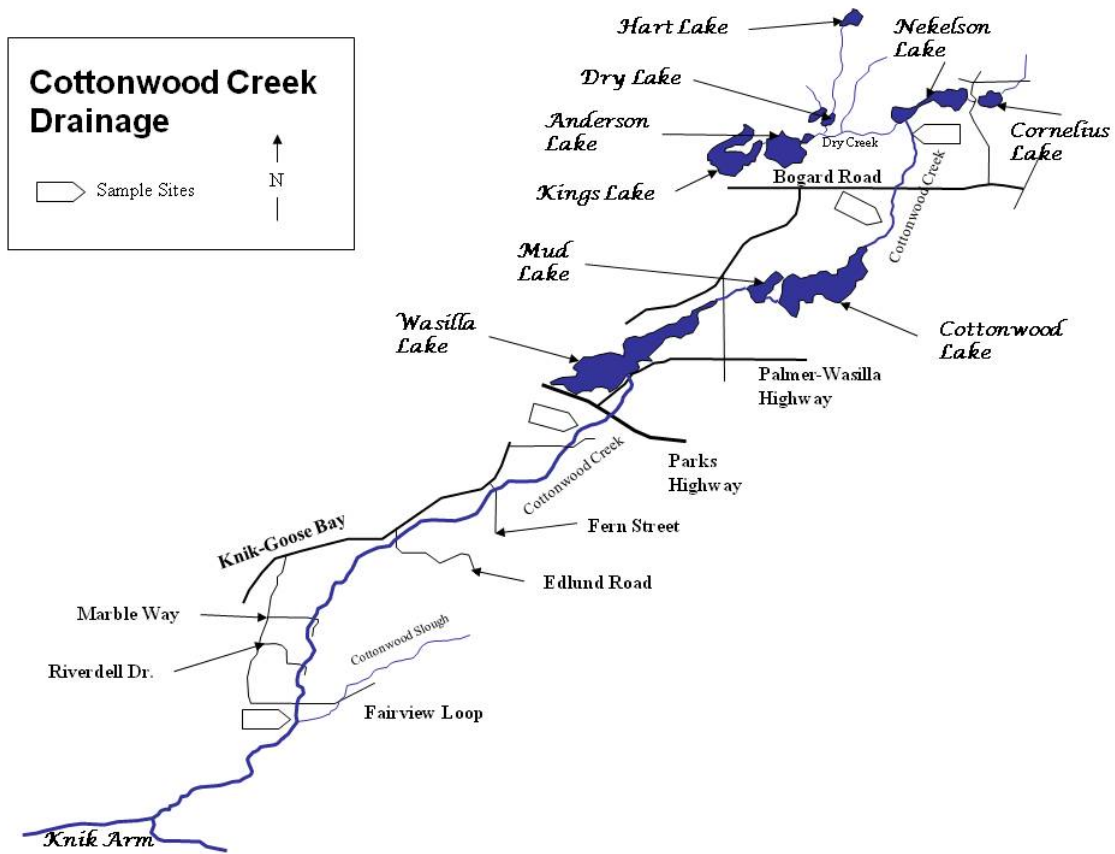 Cottonwood Creek
Drainage
Sample Sites
N
Hart Lake
Nekelson
Lake
Dry Lake
Anderson
Lake
Dry Creek
Cornelius
Lake
Kings Lake
Bogard Road
Cottonwood Creek
Mud
Lake
Wasilla
Lake
Cottonwood
Lake
Palmer-Wasilla
Highway
Parks
Highway
Cottonwood Creek
Fern Street
Knik-Goose Bay
Edlund Road
Marble Way
Cottonwood Slough
Riverdell Dr.
Fairview Loop
Knik Arm